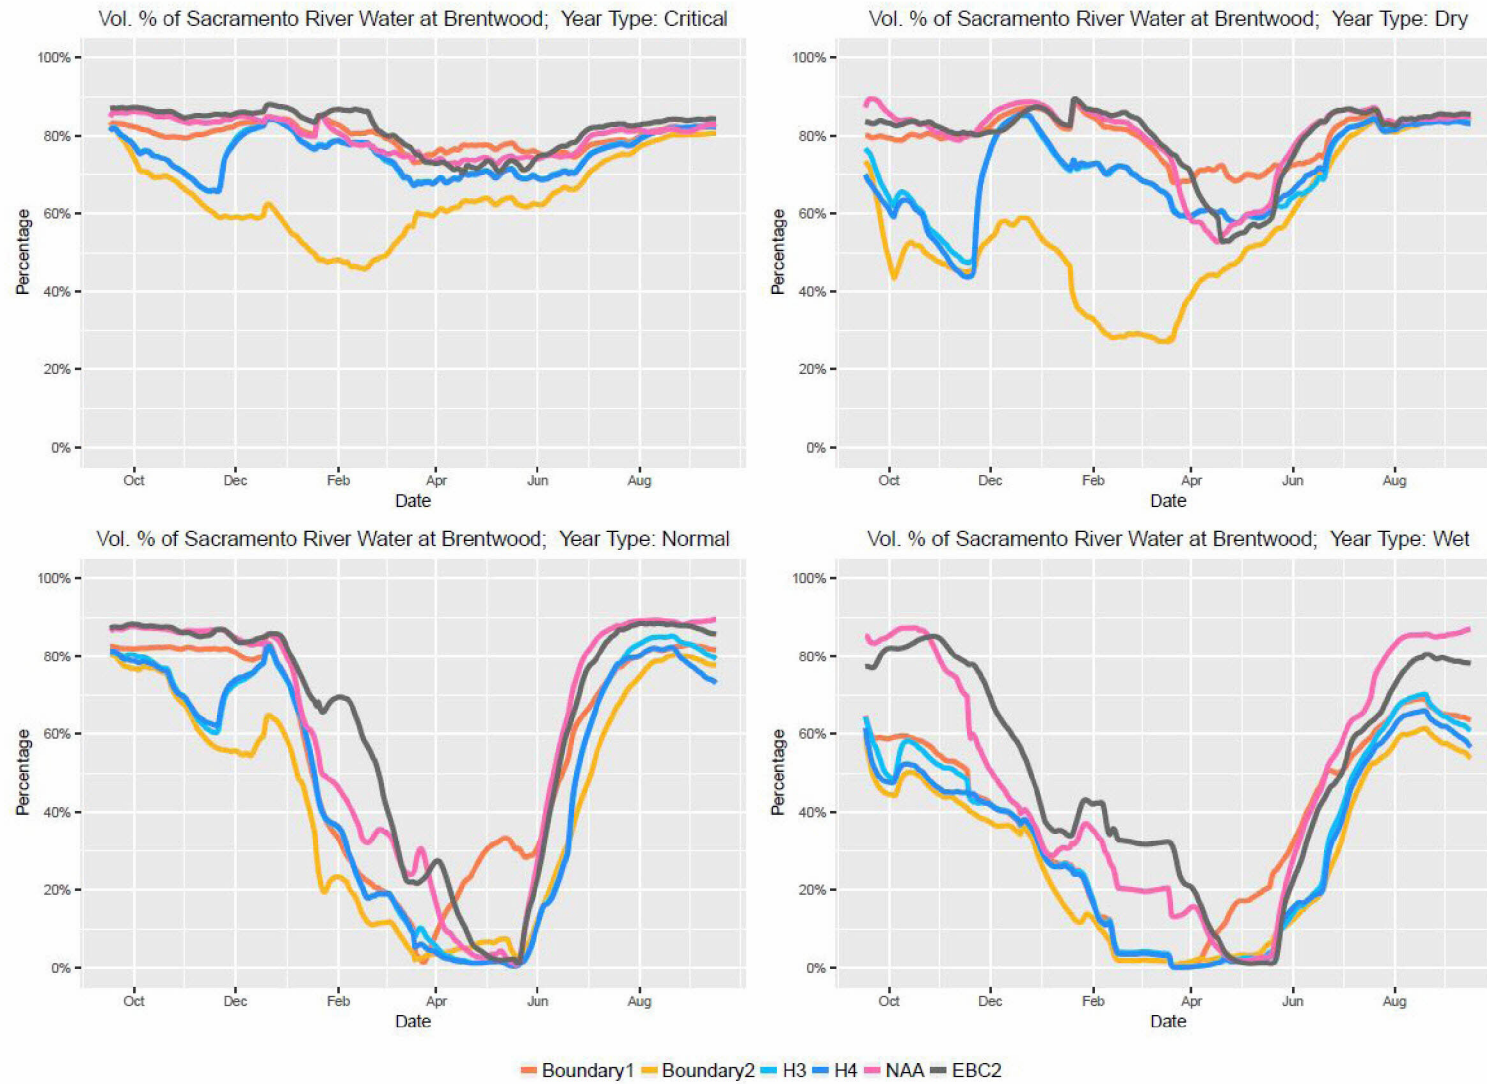 Vol. % of Sacramento River Water at Brentwood;  Year Type: Critical
100%
80%
60%
40%
20%
0%
Percentage
Oct Dec Feb Apr Jun Aug
Date
Vol. % of Sacramento River Water at Brentwood;  Year Type: Dry
100%
80%
60%
40%
20%
0%
Percentage
Oct Dec Feb Apr Jun Aug
Date
Vol. % of Sacramento River Water at Brentwood;  Year Type: Normal
100%
80%
60%
40%
20%
0%
Percentage
Oct Dec Feb Apr Jun Aug
Date
Vol. % of Sacramento River Water at Brentwood;  Year Type: Wet
100%
80%
60%
40%
20%
0%
Percentage
Oct Dec Feb Apr Jun Aug
Date
Boundary1 Boundary2 H3 H4 NAA EBC2